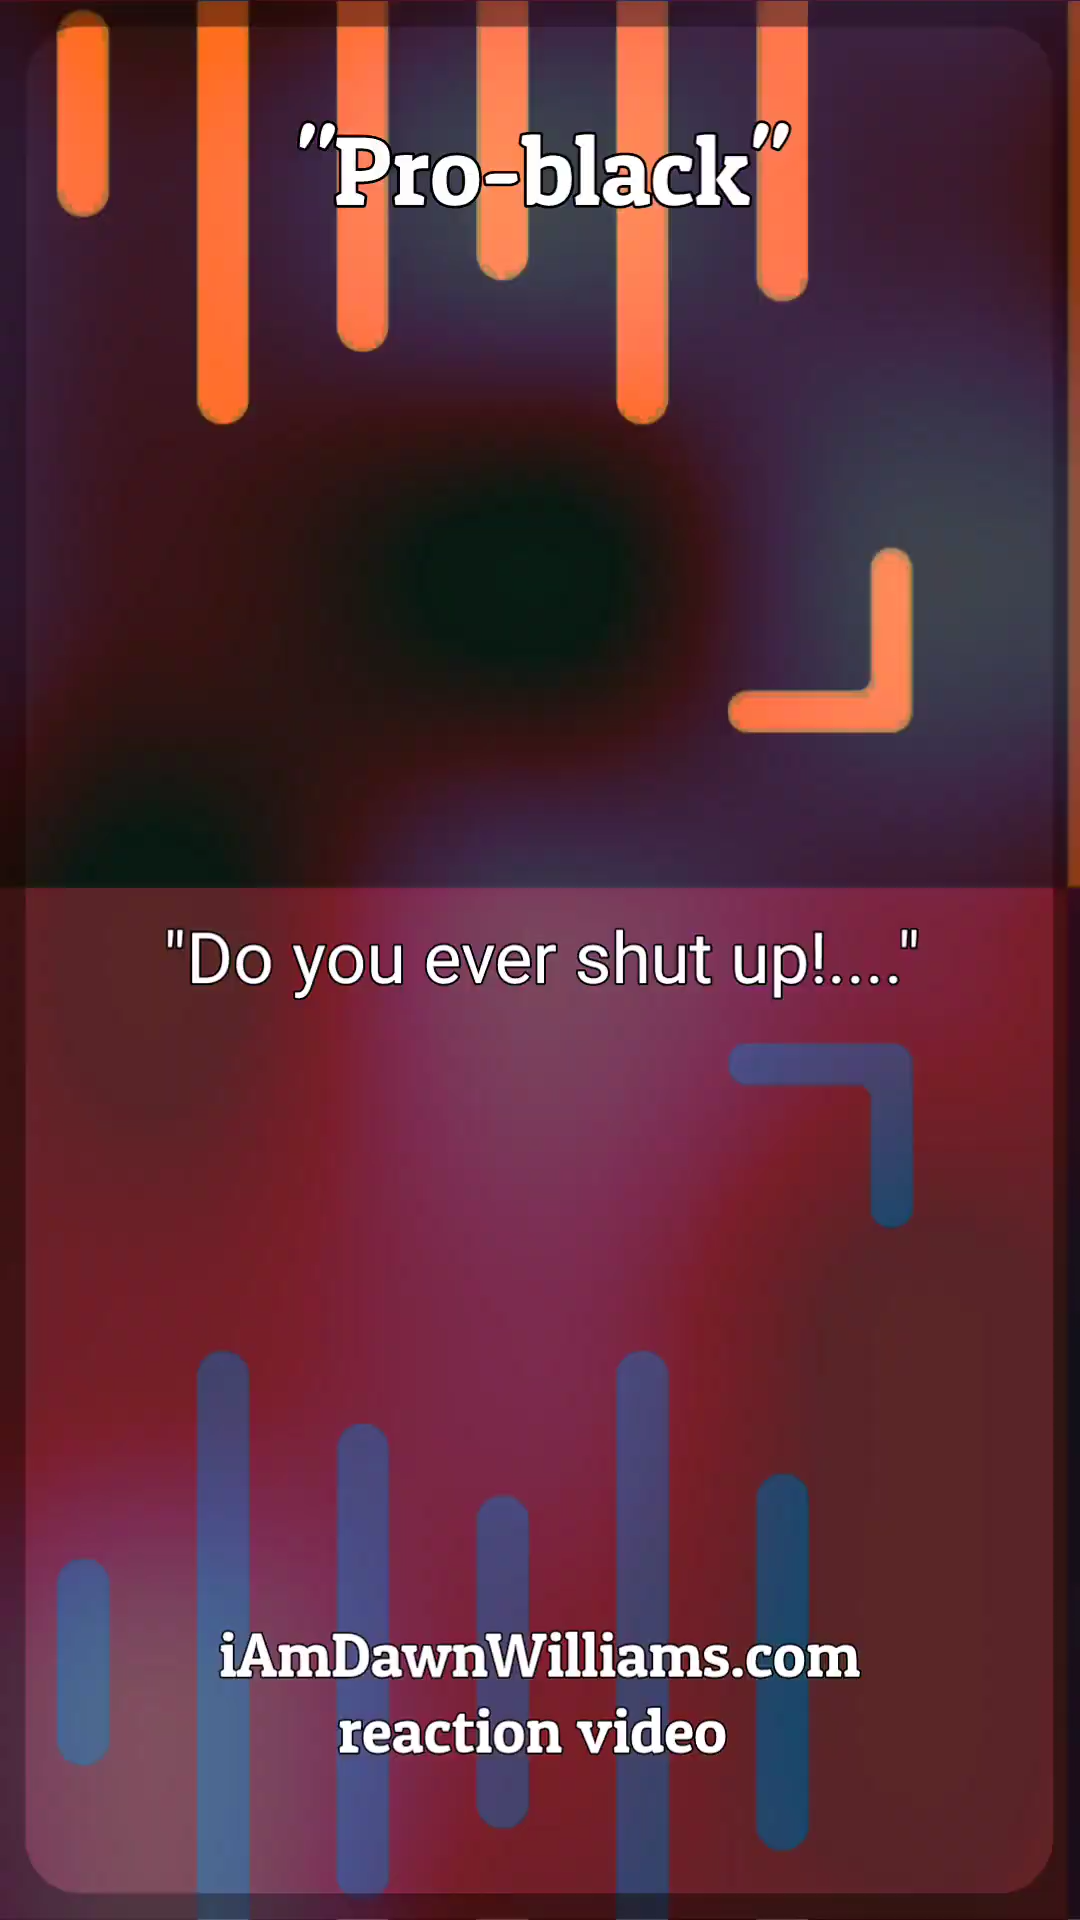 "Pro-black"
"Do you ever shut up!...."
iAmDawnWilliams.com
reaction video